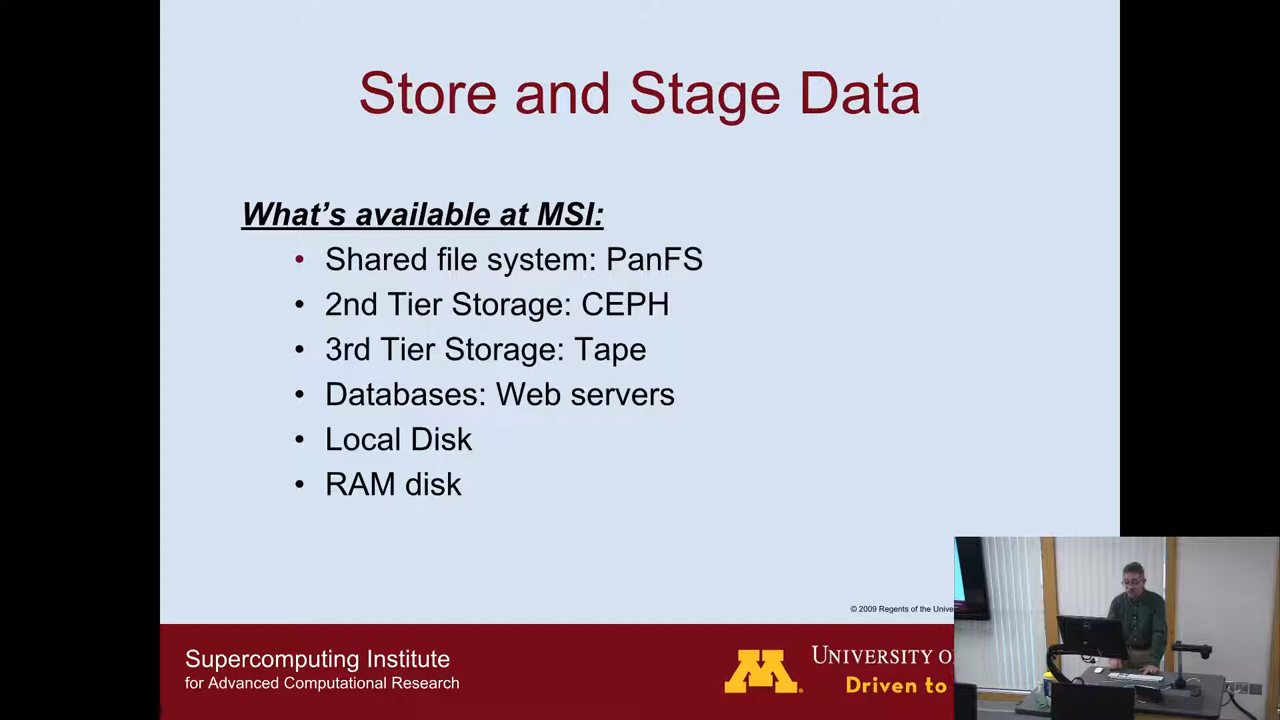 Store and Stage Data
What's available at MSI:
• Shared file system: PanFS
• 2nd Tier Storage: CEPH
• 3rd Tier Storage: Tape
• Databases: Web servers
• Local Disk
• RAM disk
© 2009 Regents of the
Supercomputing Institute
for Advanced Computational Research
M
UNIVERSITY OF
Driven to